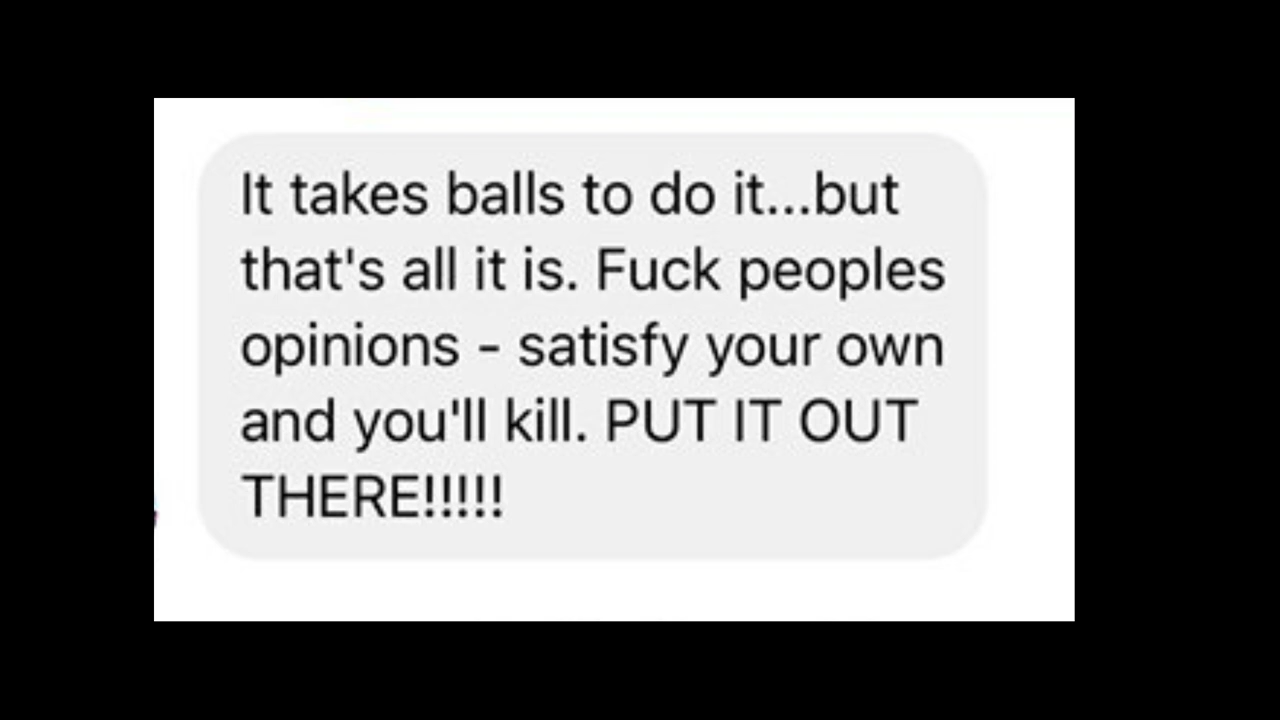 It takes balls to do it...but
that's all it is. Fuck peoples
opinions - satisfy your own
and you'll kill. PUT IT OUT
THERE!!!!!